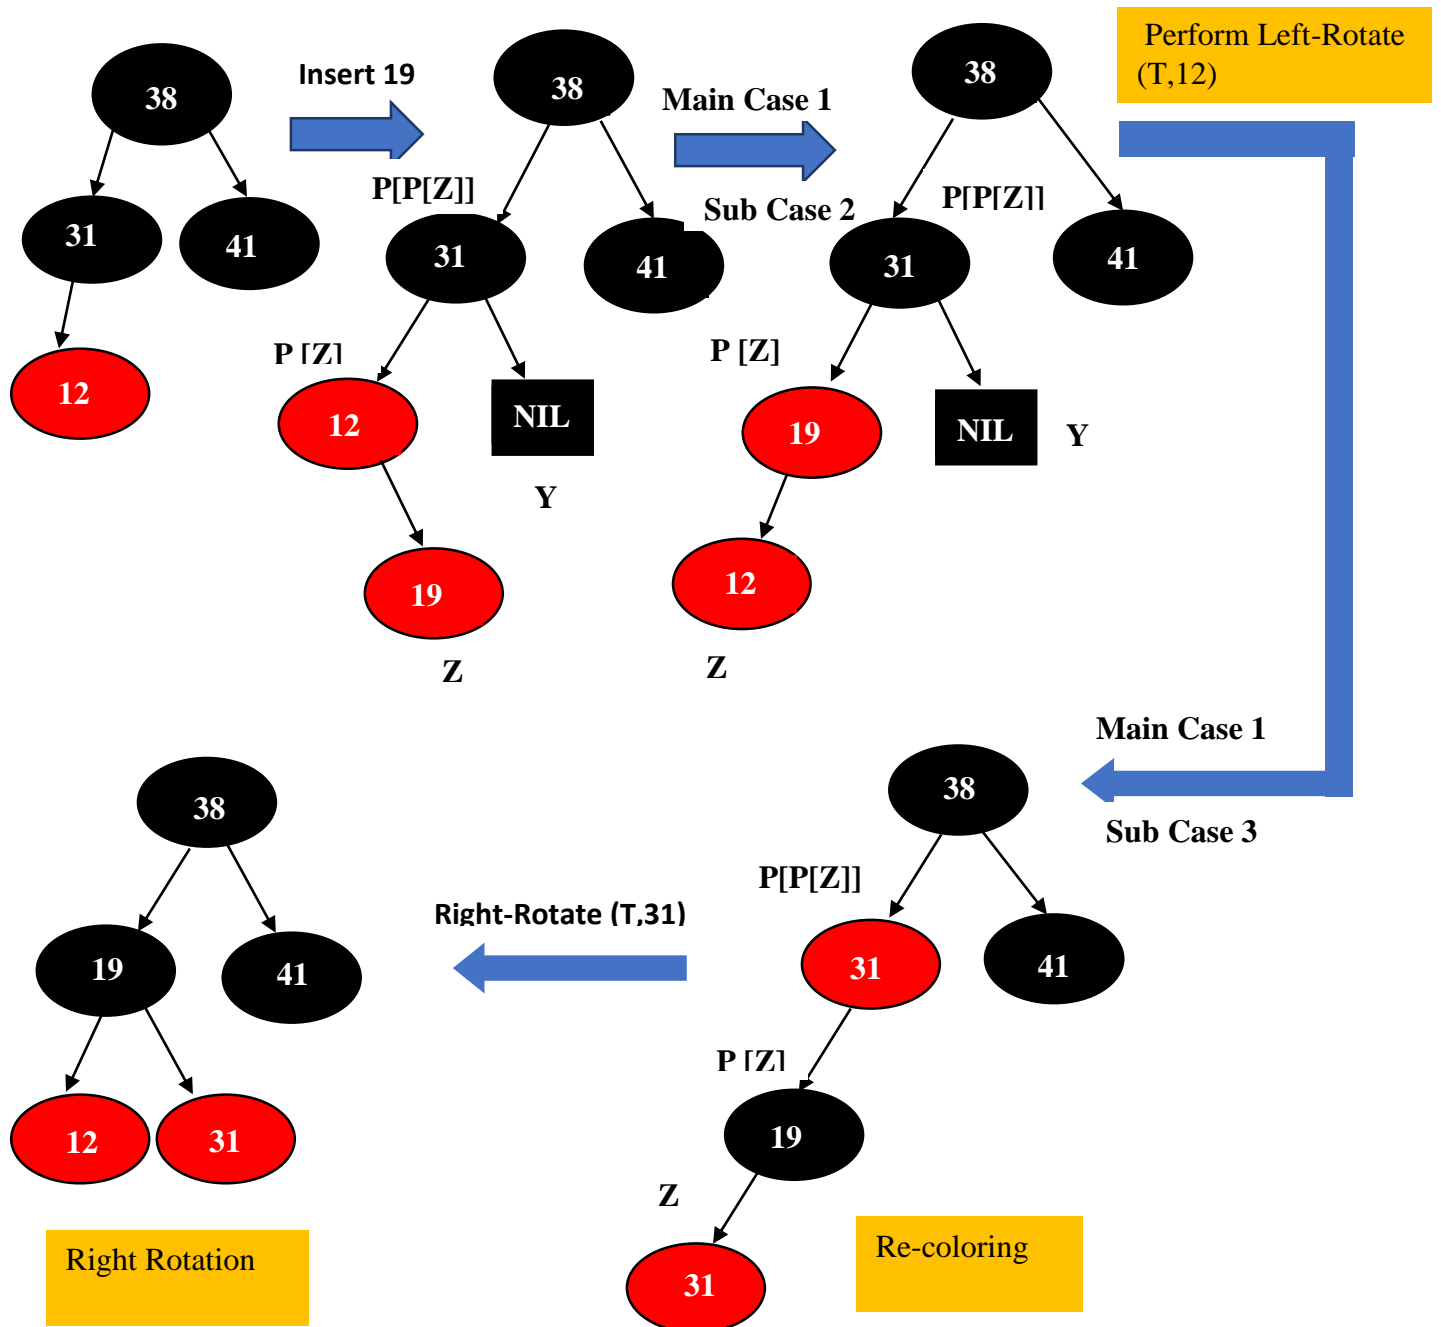 38
31
41
12
Insert 19
38
P[P[Z]]
31
41
P [Z]
12
NIL
Y
19
Z
Main Case 1
Sub Case 2
38
P[P[Z]]
31
41
P [Z]
19
NIL
Y
12
Z
Perform Left-Rotate
(T,12)
Main Case 1
Sub Case 3
38
P[P[Z]]
31
41
P [Z]
19
Z
31
Re-coloring
Right-Rotate (T,31)
38
19
41
12
31
Right Rotation